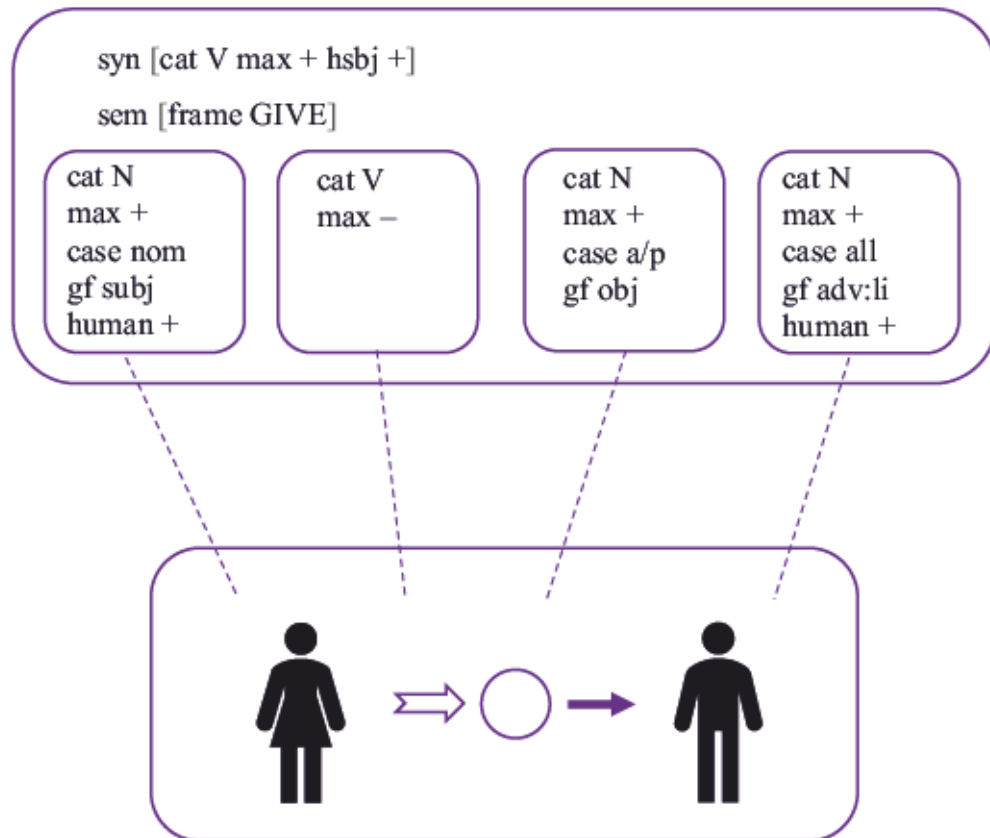 syn [cat V max + hsbj +]
sem [frame GIVE]
cat N
max +
case nom
gf subj
human +
cat V
max –
cat N
max +
case a/p
gf obj
cat N
max +
case all
gf adv:li
human +